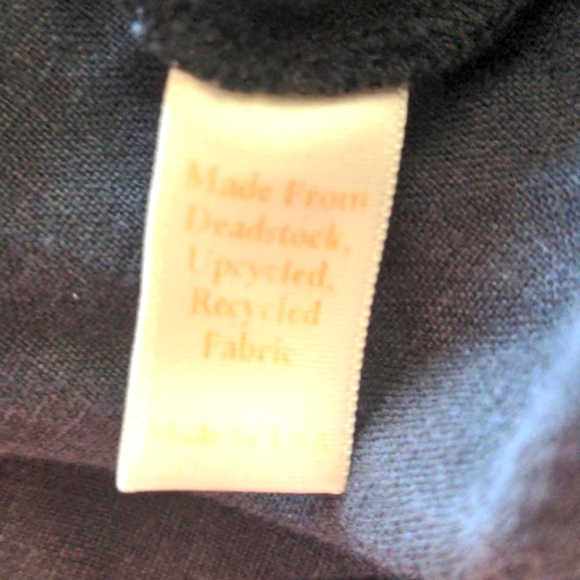 Made From
Deadstock,
Upcycled,
Recycled
Fabric
Made In USA